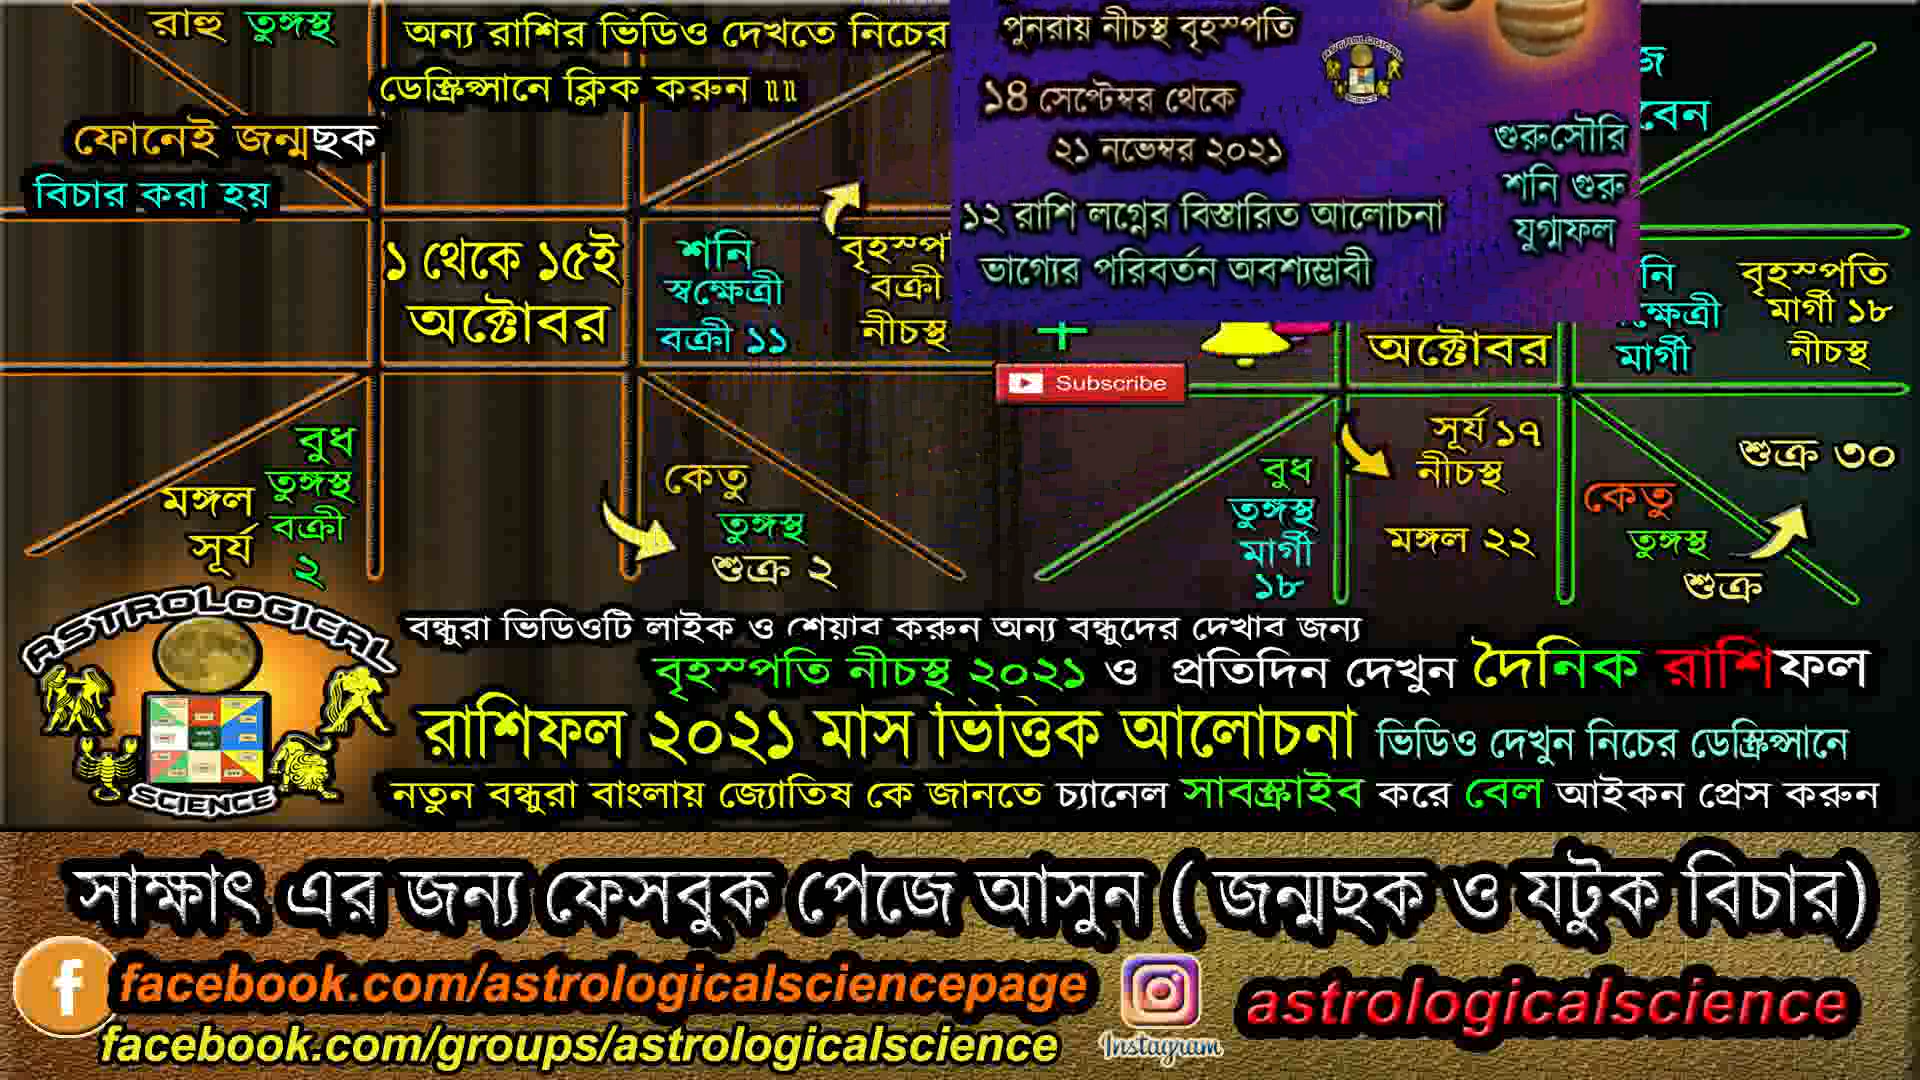 রাহু তুঙ্গস্থ
অন্য রাশির ভিডিও দেখতে নিচের
ডেস্ক্রিপ্সানে ক্লিক করুন ॥॥
ফোনেই জন্মছক
বিচার করা হয়
১ থেকে ১৫ই
অক্টোবর
শনি
স্বক্ষেত্রী
বক্রী ১১
বৃহস্প
বক্রী
নীচস্থ
পুনরায় নীচস্থ বৃহস্পতি
১৪ সেপ্টেম্বর থেকে
২১ নভেম্বর ২০২১
১২ রাশি লগ্নের বিস্তারিত আলোচনা
ভাগ্যের পরিবর্তন অবশ্যম্ভাবী
গুরুসৌরি
শনি গুরু
যুগ্মফল
ASTROLOGICAL
SCIENCE
বেন
Subscribe
অক্টোবর
নি
ক্ষেত্রী
মার্গী
বৃহস্পতি
মার্গী ১৮
নীচস্থ
বুধ
তুঙ্গস্থ
বক্রী
২
মঙ্গল
সূর্য
কেতু
তুঙ্গস্থ
শুক্র ২
বুধ
তুঙ্গস্থ
মার্গী
১৮
সূর্য ১৭
নীচস্থ
মঙ্গল ২২
কেতু
তুঙ্গস্থ
শুক্র
শুক্র ৩০
ASTROLOGICAL
SCIENCE
বন্ধুরা ভিডিওটি লাইক ও শেয়ার করুন অন্য বন্ধুদের দেখার জন্য
বৃহস্পতি নীচস্থ ২০২১ ও প্রতিদিন দেখুন দৈনিক রাশিফল
রাশিফল ২০২১ মাস ভিত্তিক আলোচনা ভিডিও দেখুন নিচের ডেস্ক্রিপ্সানে
নতুন বন্ধুরা বাংলায় জ্যোতিষ কে জানতে চ্যানেল সাবস্ক্রাইব করে বেল আইকন প্রেস করুন
সাক্ষাৎ এর জন্য ফেসবুক পেজে আসুন ( জন্মছক ও যটুক বিচার)
facebook.com/astrologicalsciencepage
facebook.com/groups/astrologicalscience
Instagram
astrologicalscience